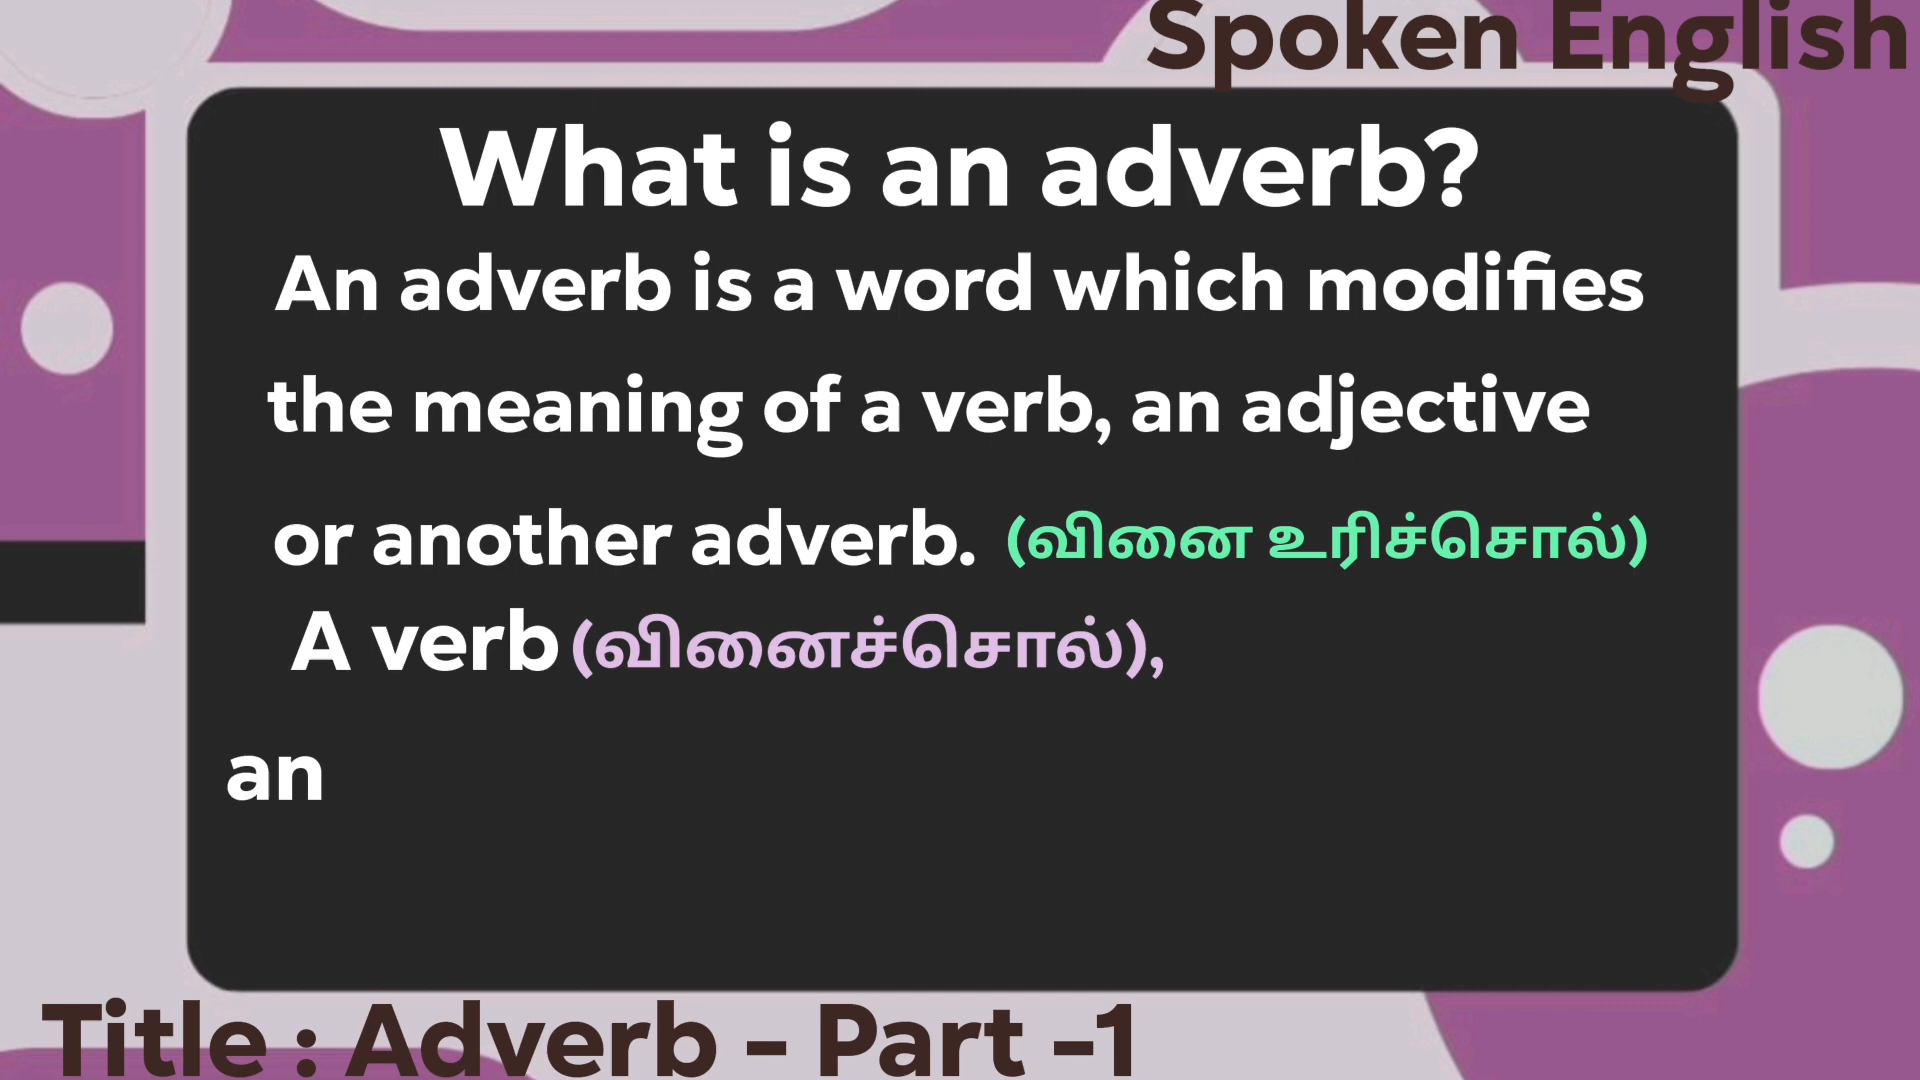 Spoken English
What is an adverb?
An adverb is a word which modifies
the meaning of a verb, an adjective
or another adverb. (வினை உரிச்சொல்)
A verb (வினைச்சொல்),
an
Title : Adverb - Part -1